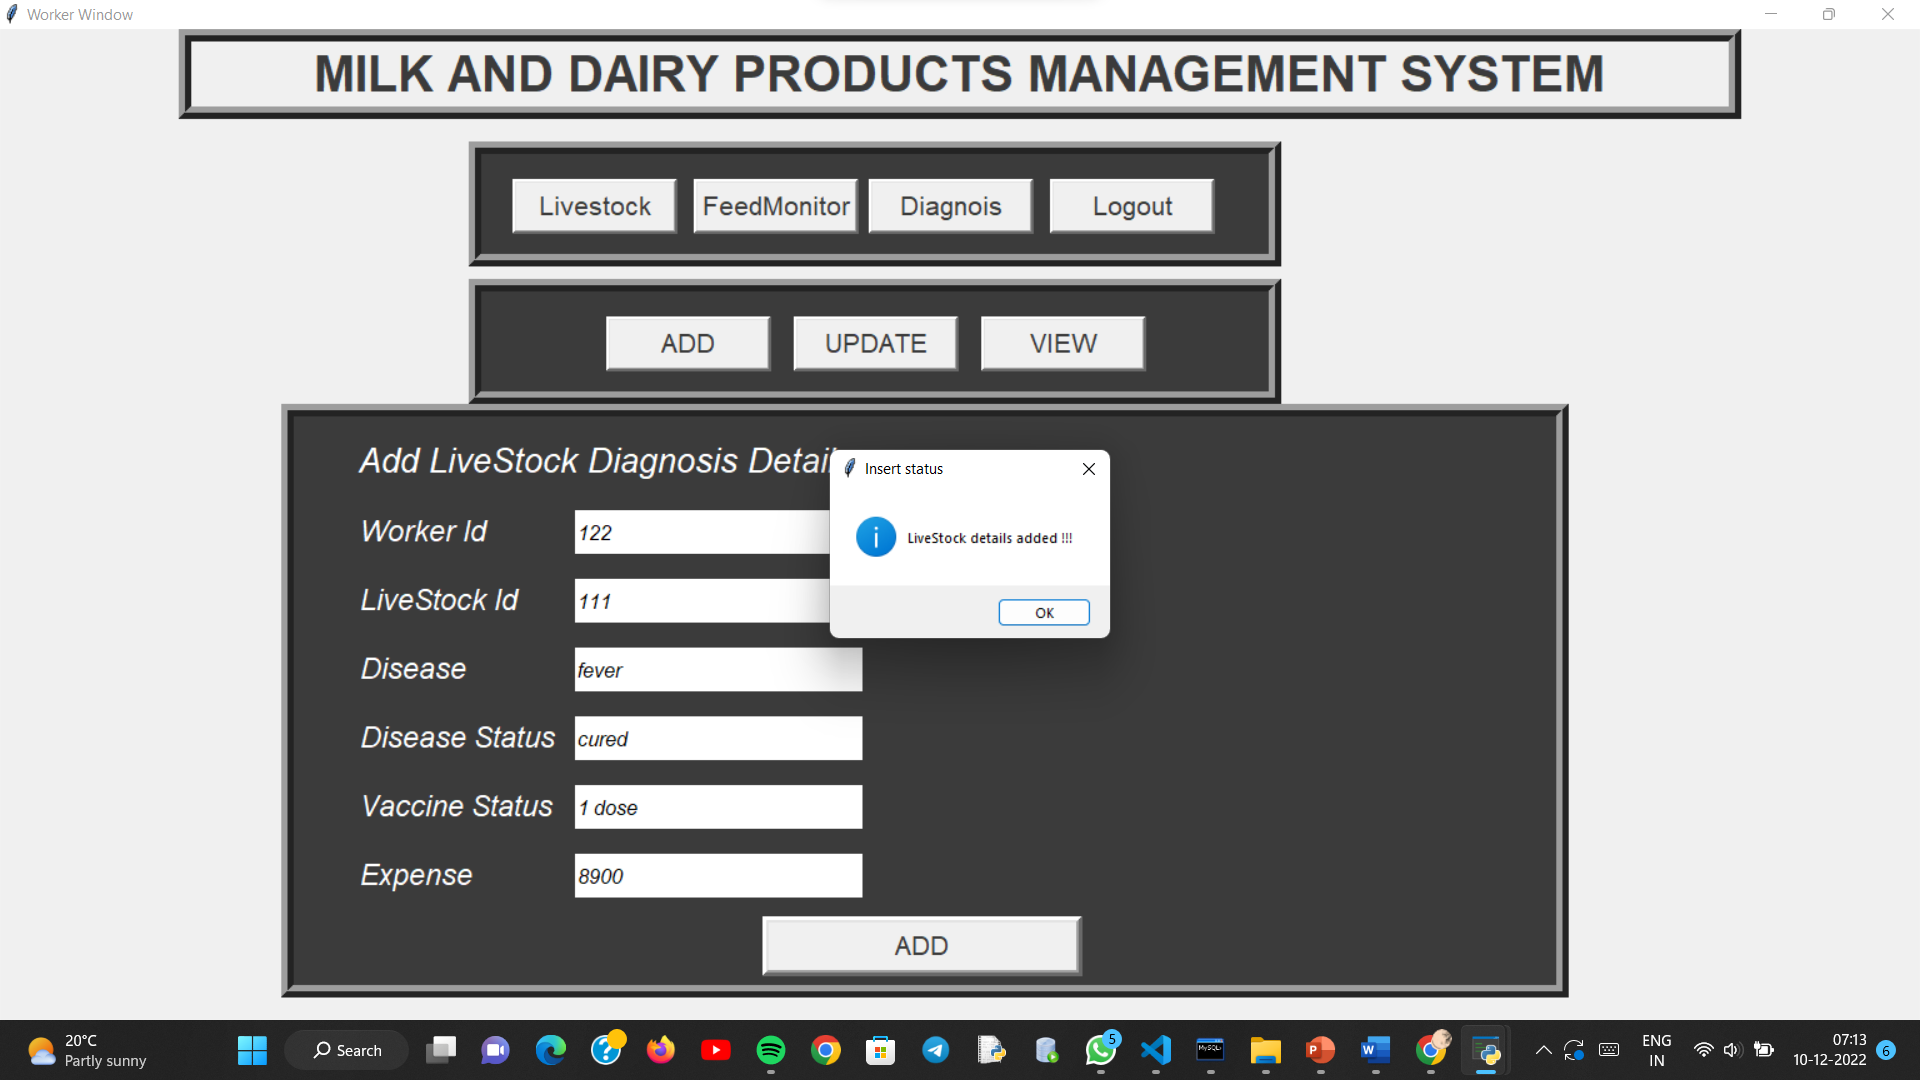 Worker Window
MILK AND DAIRY PRODUCTS MANAGEMENT SYSTEM
Livestock FeedMonitor Diagnois Logout
ADD UPDATE VIEW
Add LiveStock Diagnosis
Insert status
LiveStock details added !!!
OK
Worker Id 122
LiveStock Id 111
Disease fever
Disease Status cured
Vaccine Status 1 dose
Expense 8900
ADD
20°C
Partly sunny
Search
5
MySQL
ENG
IN
07:13
10-12-2022
6